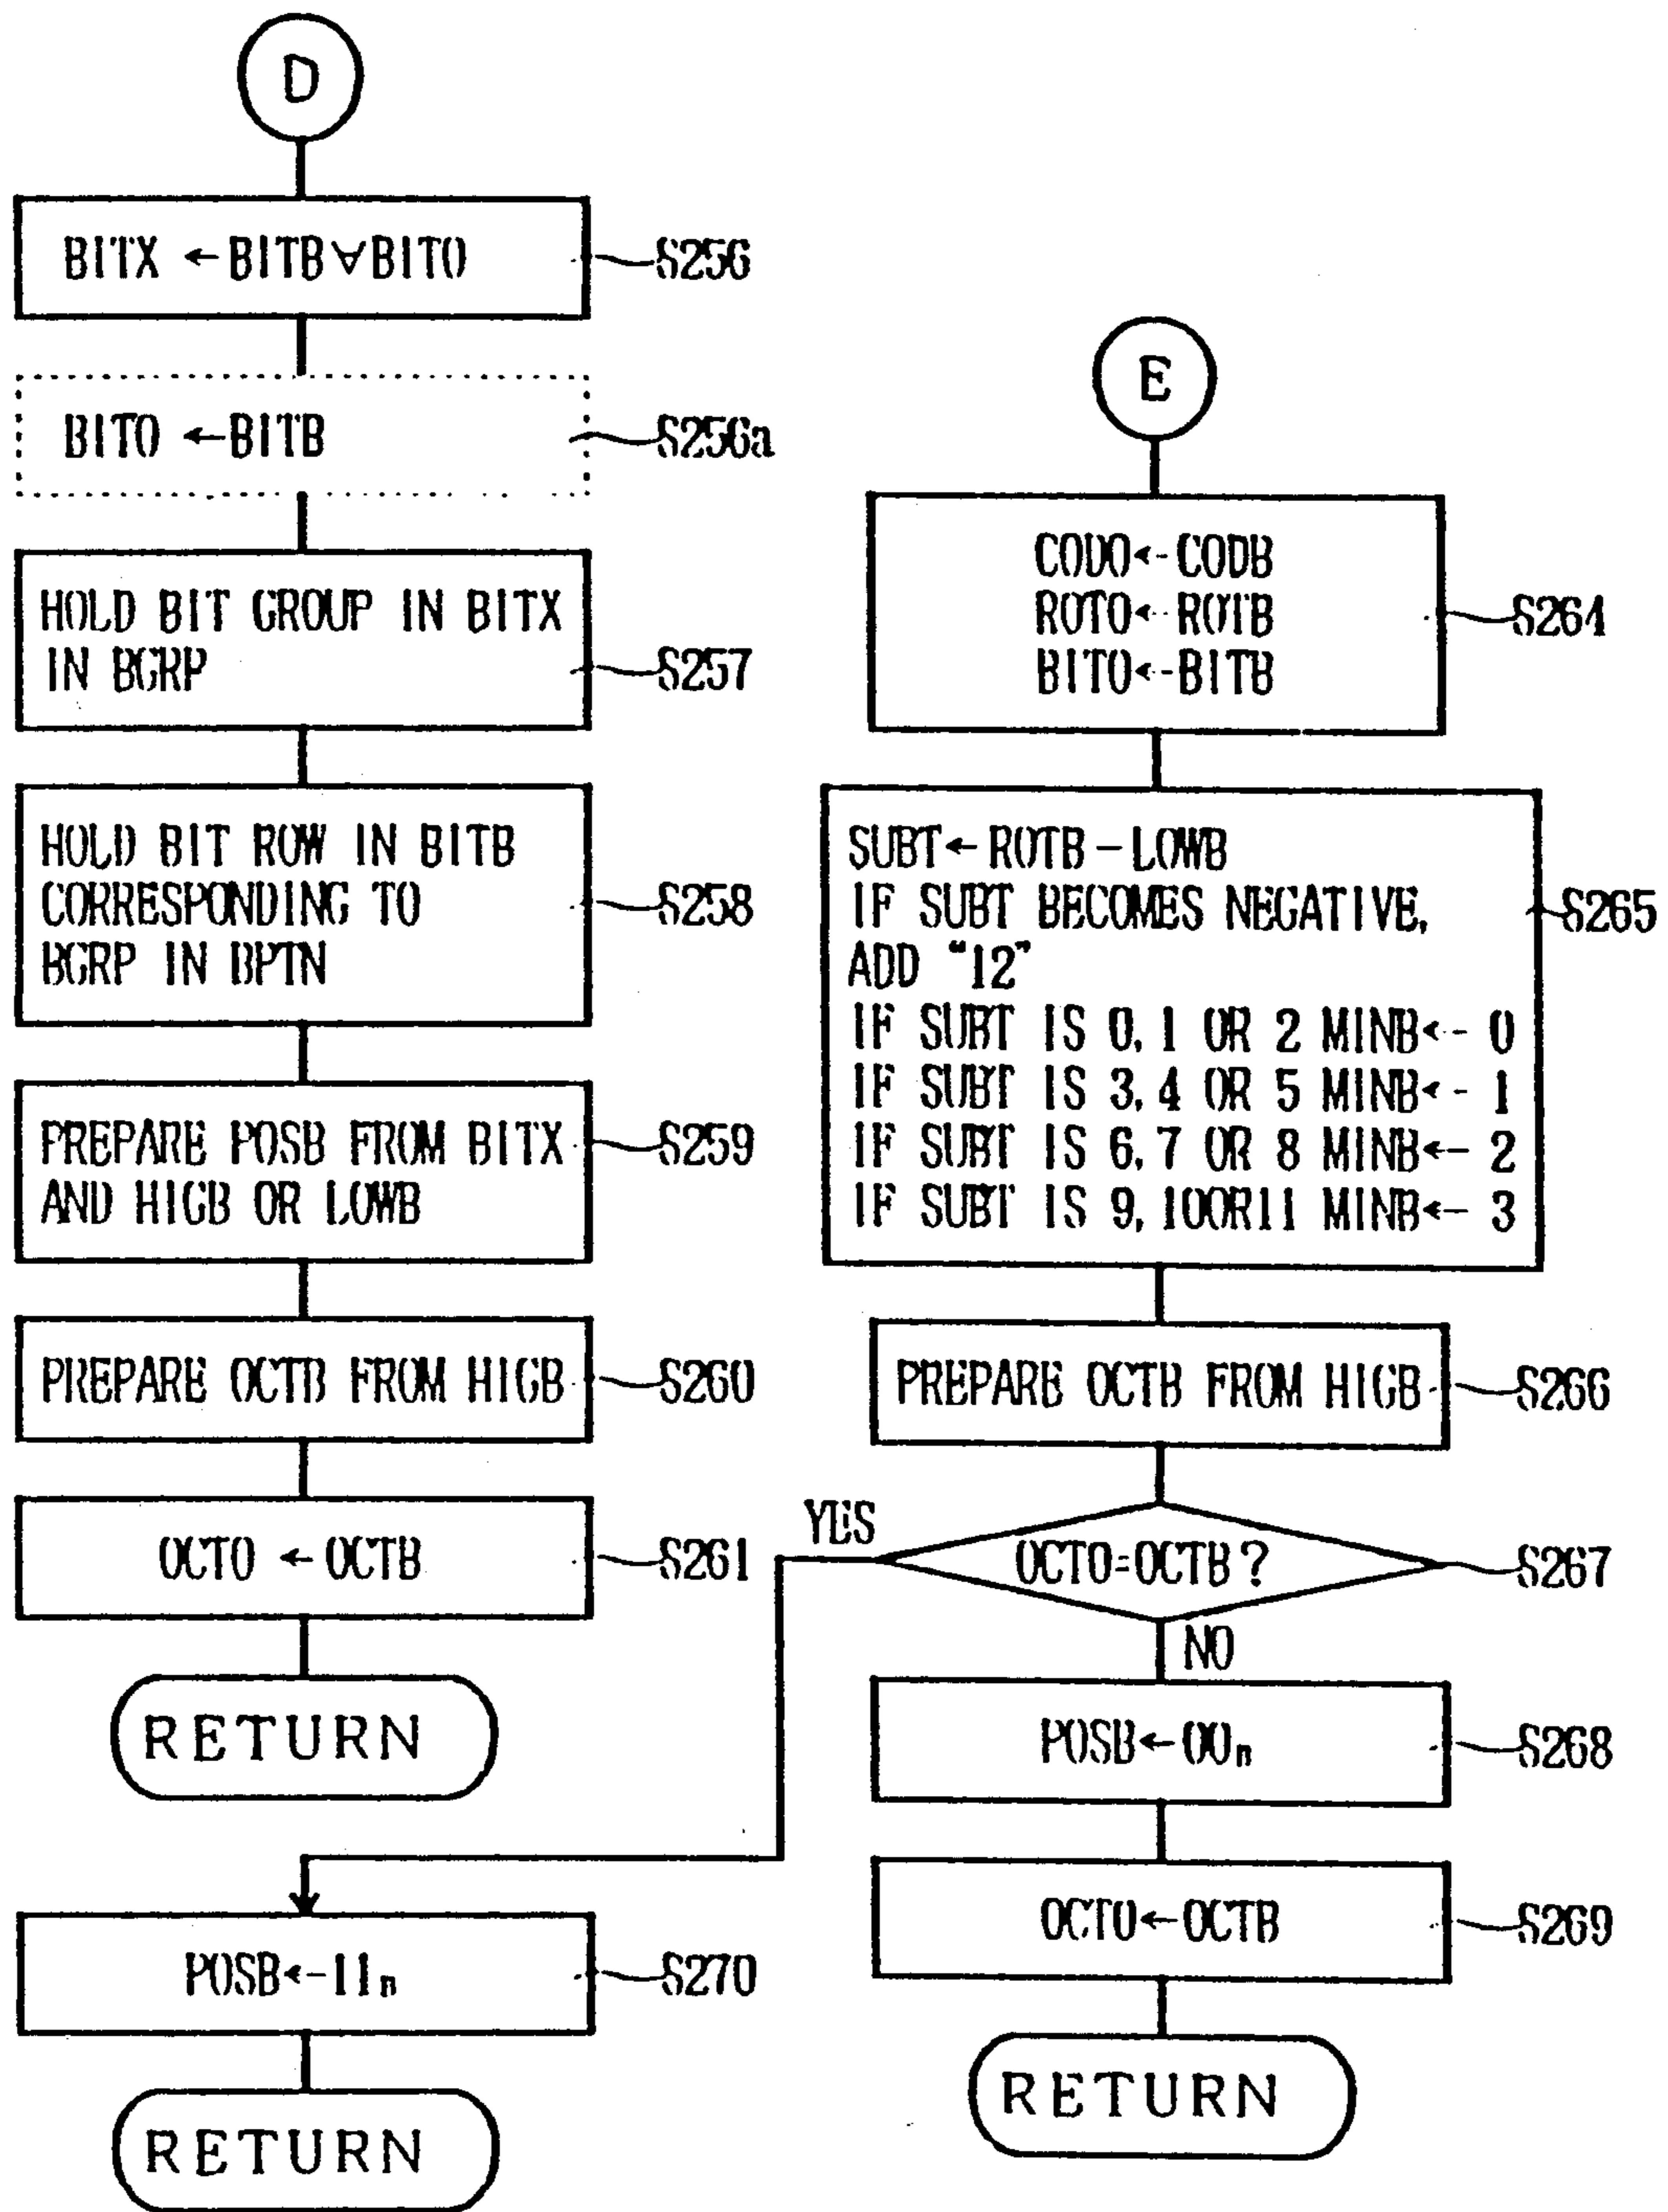 D
BITX ←BITB∀BITO
S256
BITO ←BITB
S256a
HOLD BIT GROUP IN BITX
IN BGRP
S257
HOLD BIT ROW IN BITB
CORRESPONDING TO
BGRP IN BPTN
S258
PREPARE POSB FROM BITX
AND HIGB OR LOWB
S259
PREPARE OCTB FROM HIGB
S260
OCTO ← OCTB
S261
RETURN
E
CODO←CODB
ROTO←ROTB
BITO←BITB
S264
SUBT←ROTB-LOWB
IF SUBT BECOMES NEGATIVE,
ADD “12”
IF SUBT IS 0, 1 OR 2 MINB← 0
IF SUBT IS 3, 4 OR 5 MINB← 1
IF SUBT IS 6, 7 OR 8 MINB← 2
IF SUBT IS 9, 10OR11 MINB← 3
S265
PREPARE OCTB FROM HIGB
S266
OCTO=OCTB?
S267
YES
NO
POSB←00
S268
OCTO←OCTB
S269
RETURN
POSB←11
S270
RETURN